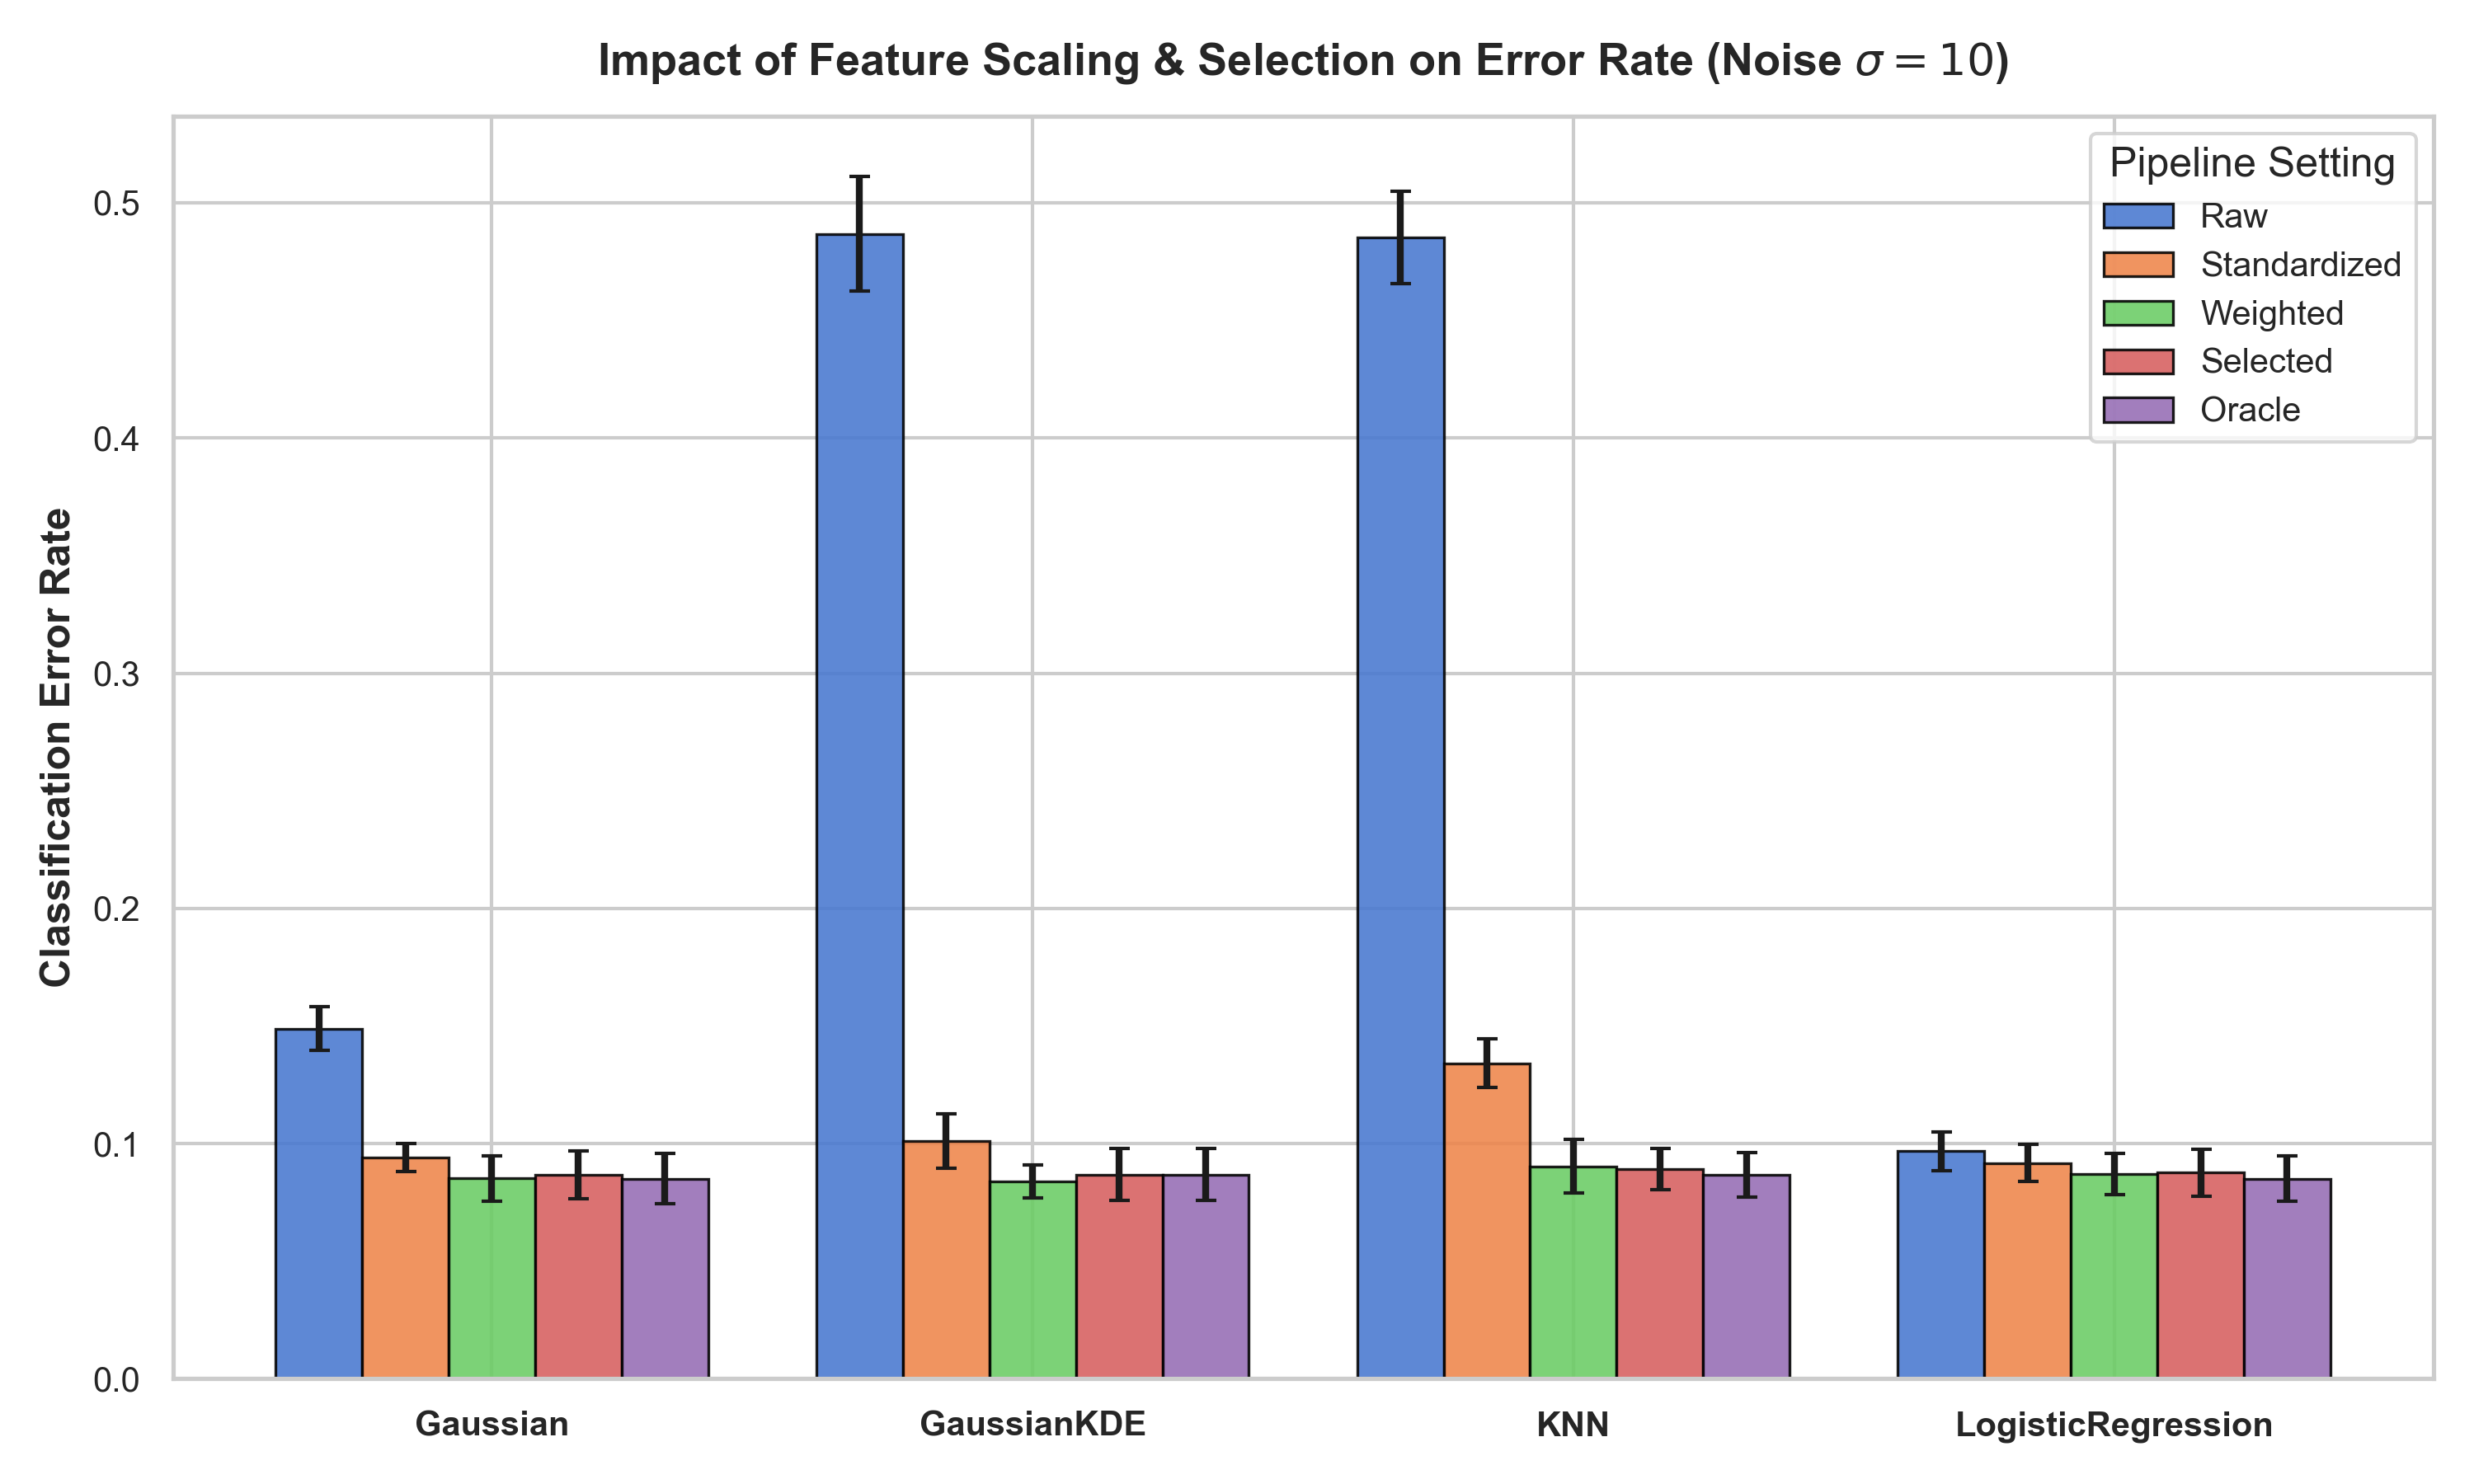 Impact of Feature Scaling & Selection on Error Rate (Noise σ = 10)
Classification Error Rate
0.5
0.4
0.3
0.2
0.1
0.0
Pipeline Setting
Raw
Standardized
Weighted
Selected
Oracle
Gaussian
GaussianKDE
KNN
LogisticRegression